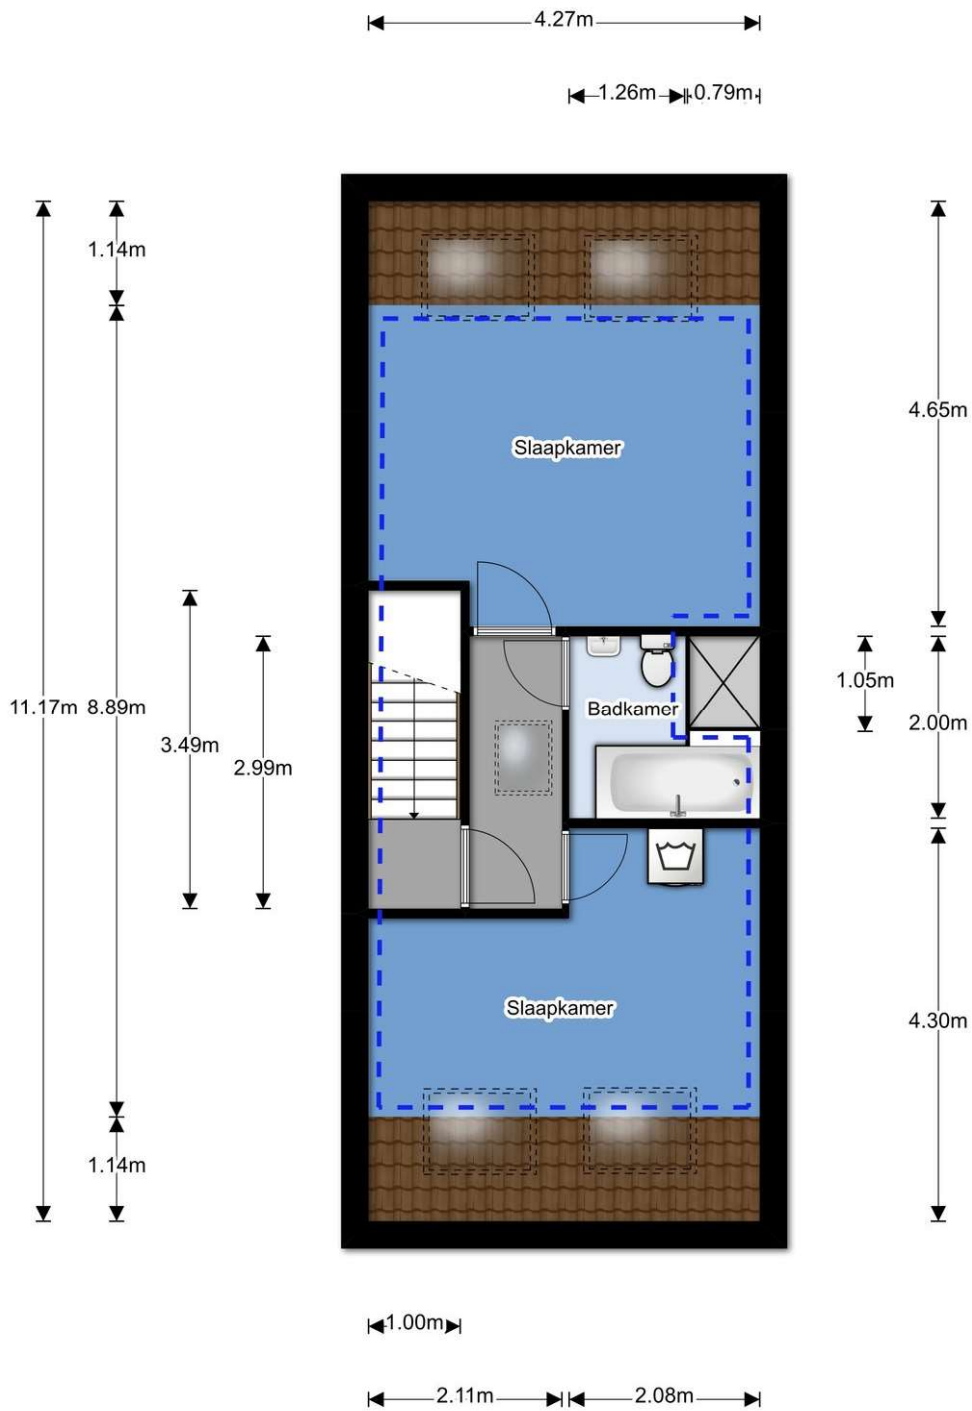 4.27m
1.26m 0.79m
1.14m
4.65m
Slaapkamer
1.05m
11.17m 8.89m
Badkamer
2.00m
3.49m
2.99m
Slaapkamer
4.30m
1.14m
1.00m
2.11m 2.08m